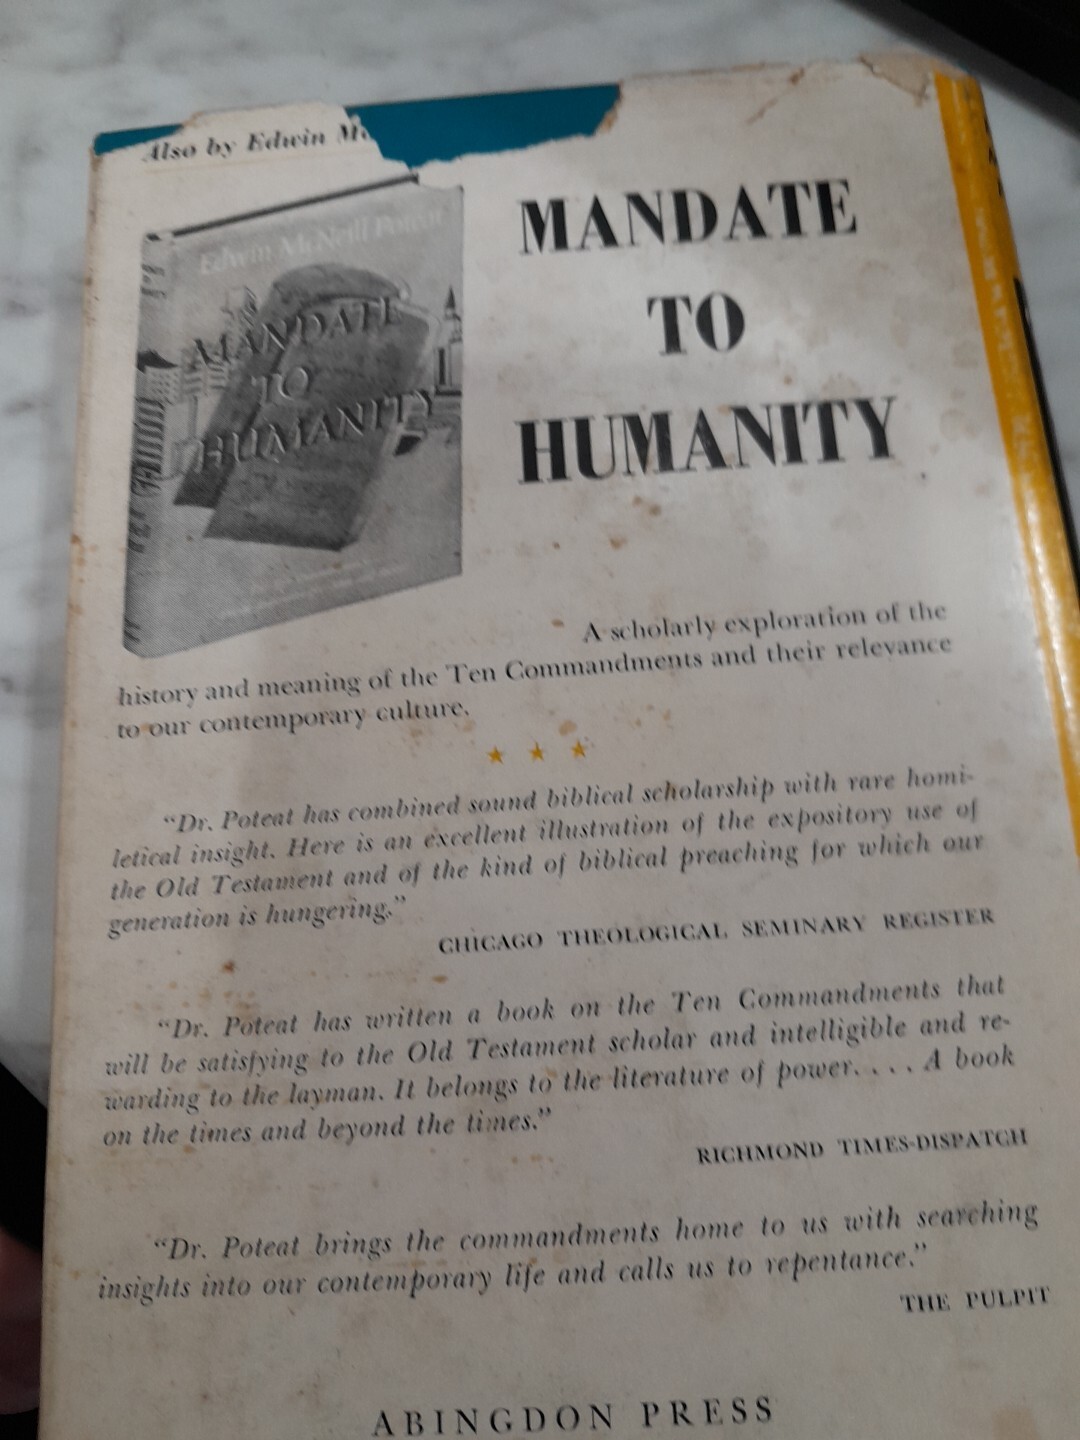 Also by Edwin
Edwin McNeill Poteat
MANDATE
TO
HUMANITY
MANDATE
TO
HUMANITY
A scholarly exploration of the
history and meaning of the Ten Commandments and their relevance
to our contemporary culture.
“Dr. Poteat has combined sound biblical scholarship with rare homi-
letical insight. Here is an excellent illustration of the expository use of
the Old Testament and of the kind of biblical preaching for which our
generation is hungering.”
CHICAGO THEOLOGICAL SEMINARY REGISTER
“Dr. Poteat has written a book on the Ten Commandments that
will be satisfying to the Old Testament scholar and intelligible and re-
warding to the layman. It belongs to the literature of power. . . . A book
on the times and beyond the times.”
RICHMOND TIMES-DISPATCH
“Dr. Poteat brings the commandments home to us with searching
insights into our contemporary life and calls us to repentance.”
THE PULPIT
ABINGDON PRESS